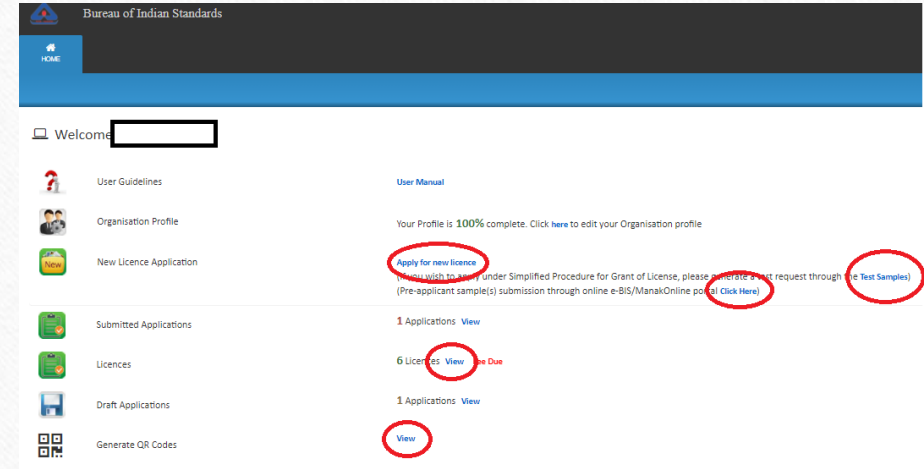 Bureau of Indian Standards
HOME
Welcome
User Guidelines
User Manual
Organisation Profile
Your Profile is 100% complete. Click here to edit your Organisation profile
New
New Licence Application
Apply for new licence
(If you wish to apply under Simplified Procedure for Grant of License, please generate a test request through the Test Samples)
(Pre-applicant sample(s) submission through online e-BIS/ManakOnline portal Click Here)
Submitted Applications
1 Applications View
Licences
6 Licences View Fee Due
Draft Applications
1 Applications View
Generate QR Codes
View